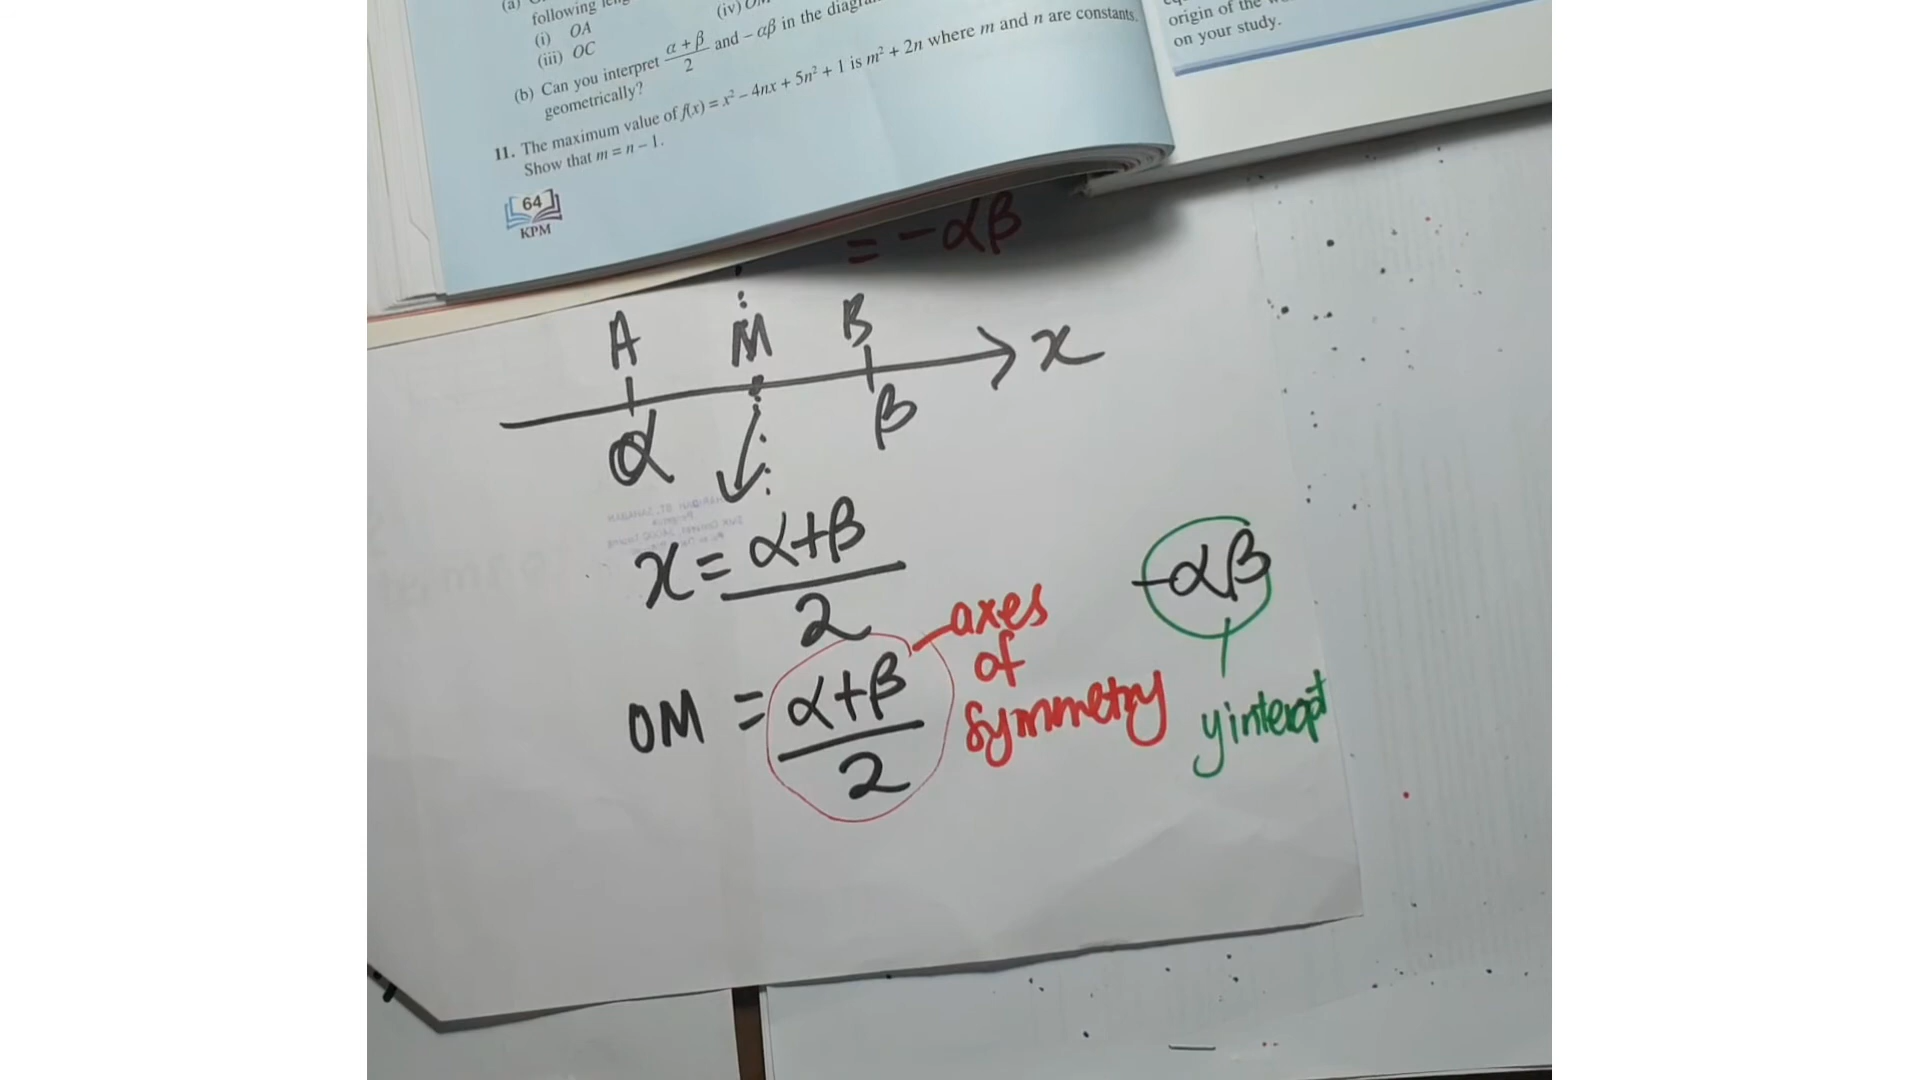 (a)
following
(i) OA
(iii) OC
(iv)
(b) Can you interpret α + β / 2 and – αβ in the
geometrically?
11. The maximum value of f(x) = x² – 4nx + 5n² + 1 is m² + 2n where m and n are constants.
Show that m = n – 1.
64
KPM
origin of the
on your study.
= -αβ
A M B
x
α β
x = α+β / 2
OM = α+β / 2
axes
of
symmetry
-αβ
y intercpt